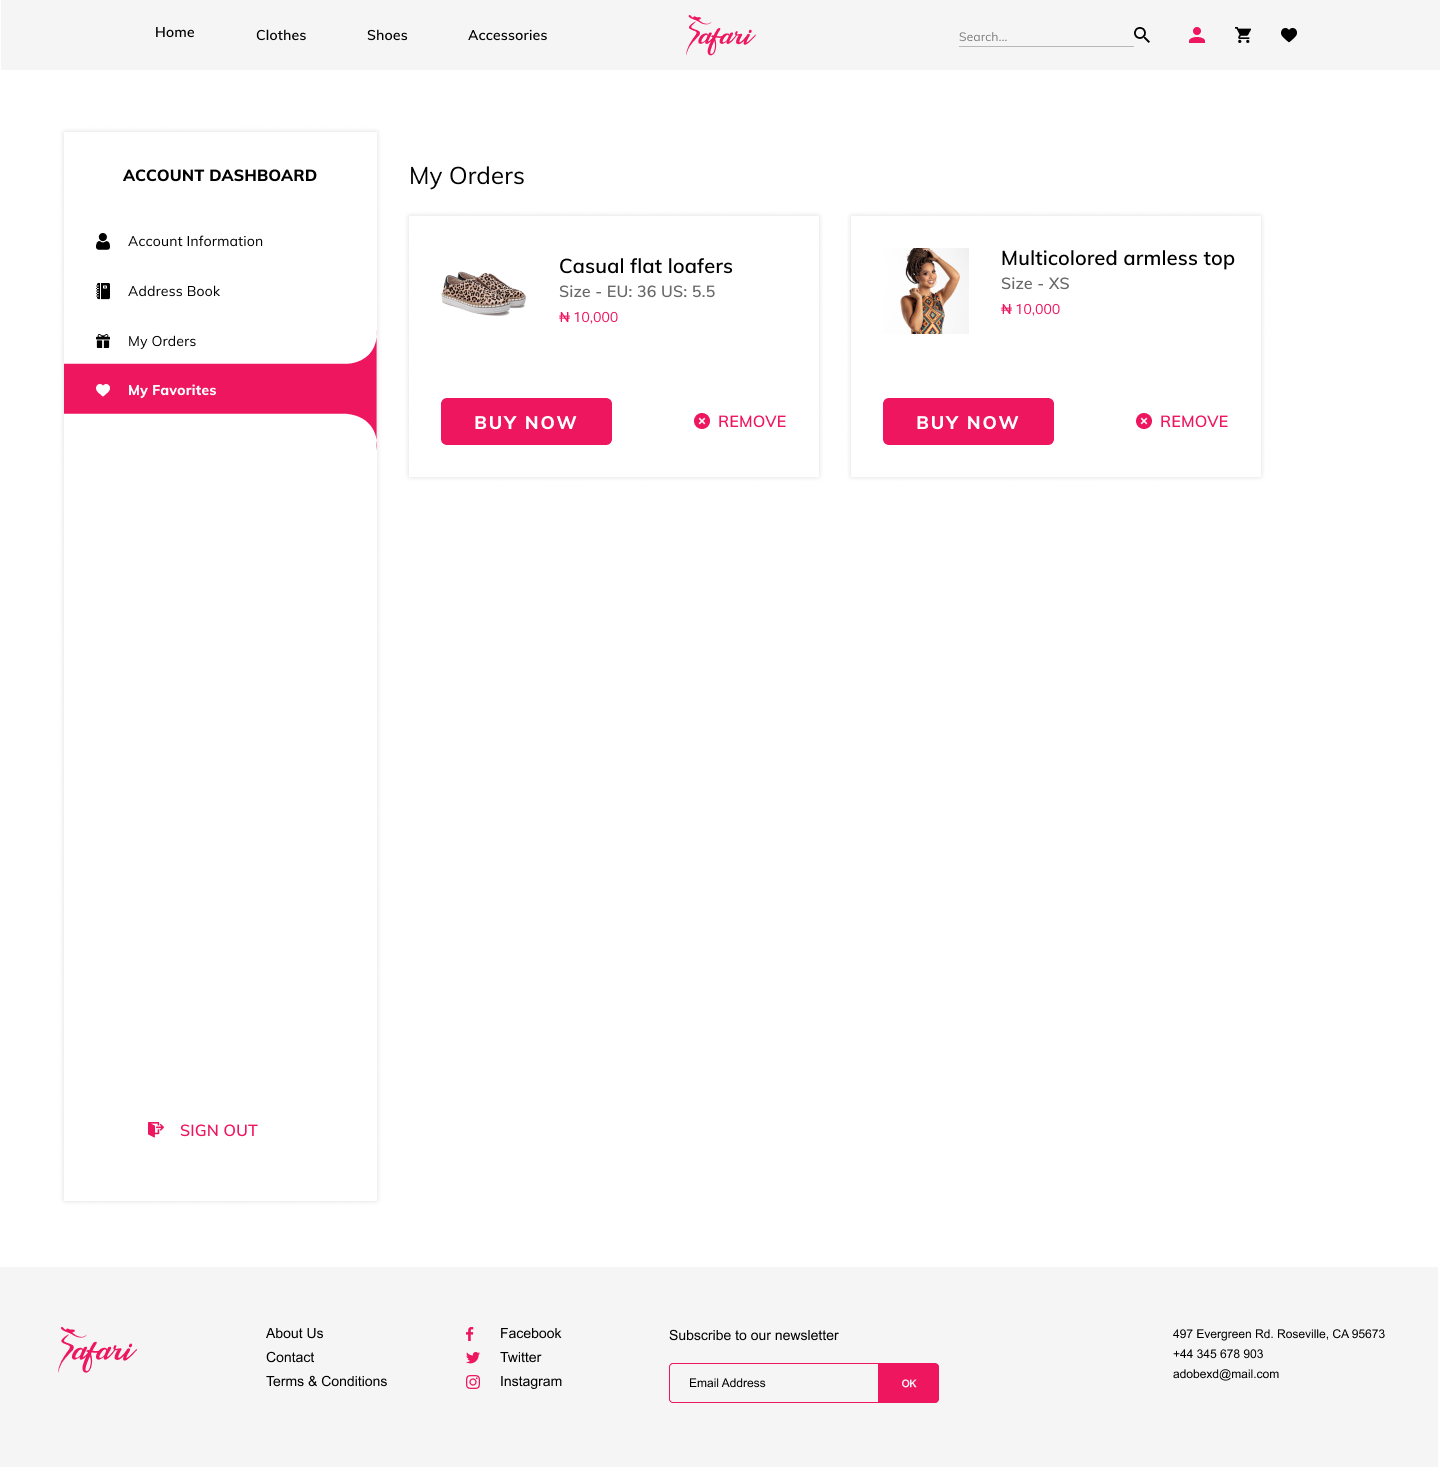 Home
Clothes
Shoes
Accessories
Safari
Search...
ACCOUNT DASHBOARD
Account Information
Address Book
My Orders
My Favorites
SIGN OUT
My Orders
Casual flat loafers
Size - EU: 36 US: 5.5
₦ 10,000
BUY NOW
REMOVE
Multicolored armless top
Size - XS
₦ 10,000
BUY NOW
REMOVE
Safari
About Us
Contact
Terms & Conditions
Facebook
Twitter
Instagram
Subscribe to our newsletter
Email Address
OK
497 Evergreen Rd. Roseville, CA 95673
+44 345 678 903
adobexd@mail.com